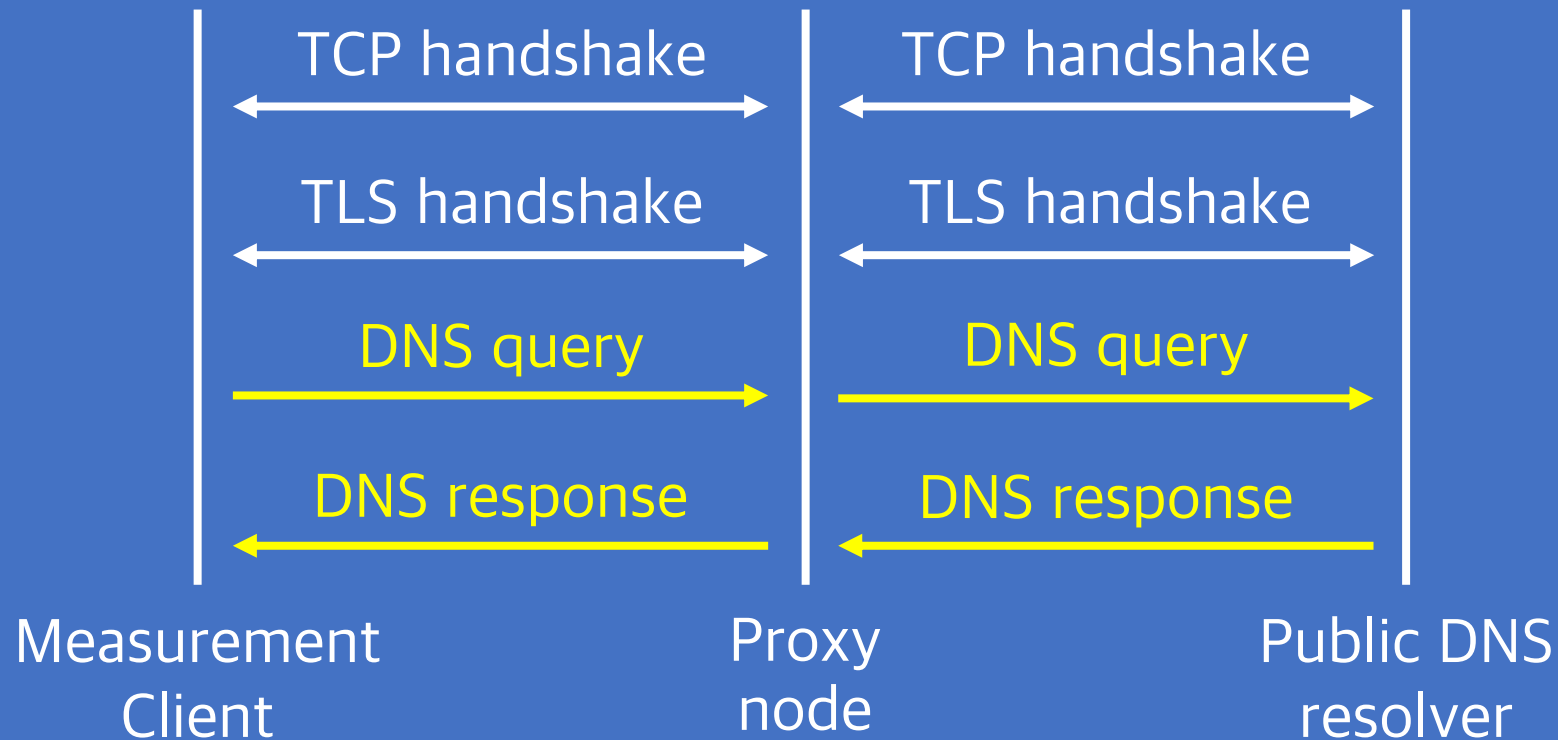 TCP handshake
TCP handshake
TLS handshake
TLS handshake
DNS query
DNS query
DNS response
DNS response
Measurement
Client
Proxy
node
Public DNS
resolver